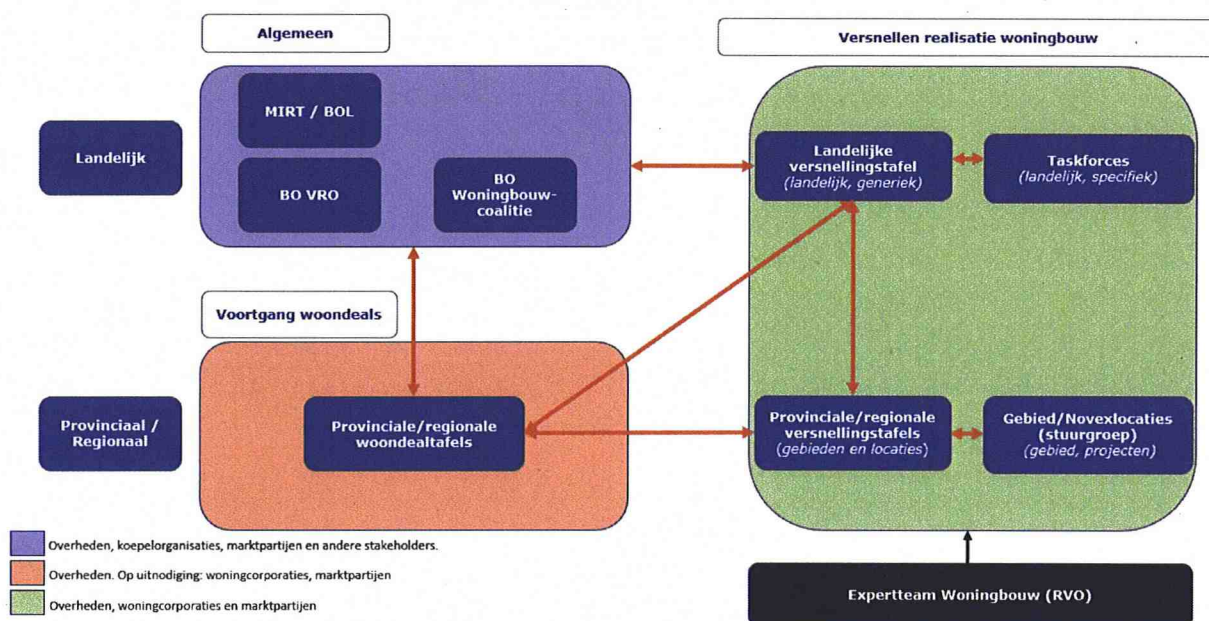 Algemeen
Versnellen realisatie woningbouw
Landelijk
MIRT / BOL
BO VRO
BO
Woningbouw-
coalitie
Landelijke
versnellingstafel
(landelijk, generiek)
Taskforces
(landelijk, specifiek)
Voortgang woondeals
Provinciaal /
Regionaal
Provinciale/regionale
woondealtafels
Provinciale/regionale
versnellingstafels
(gebieden en locaties)
Gebied/Novexlocaties
(stuurgroep)
(gebied, projecten)
Overheden, koepelorganisaties, marktpartijen en andere stakeholders.
Overheden. Op uitnodiging: woningcorporaties, marktpartijen
Overheden, woningcorporaties en marktpartijen
Expertteam Woningbouw (RVO)